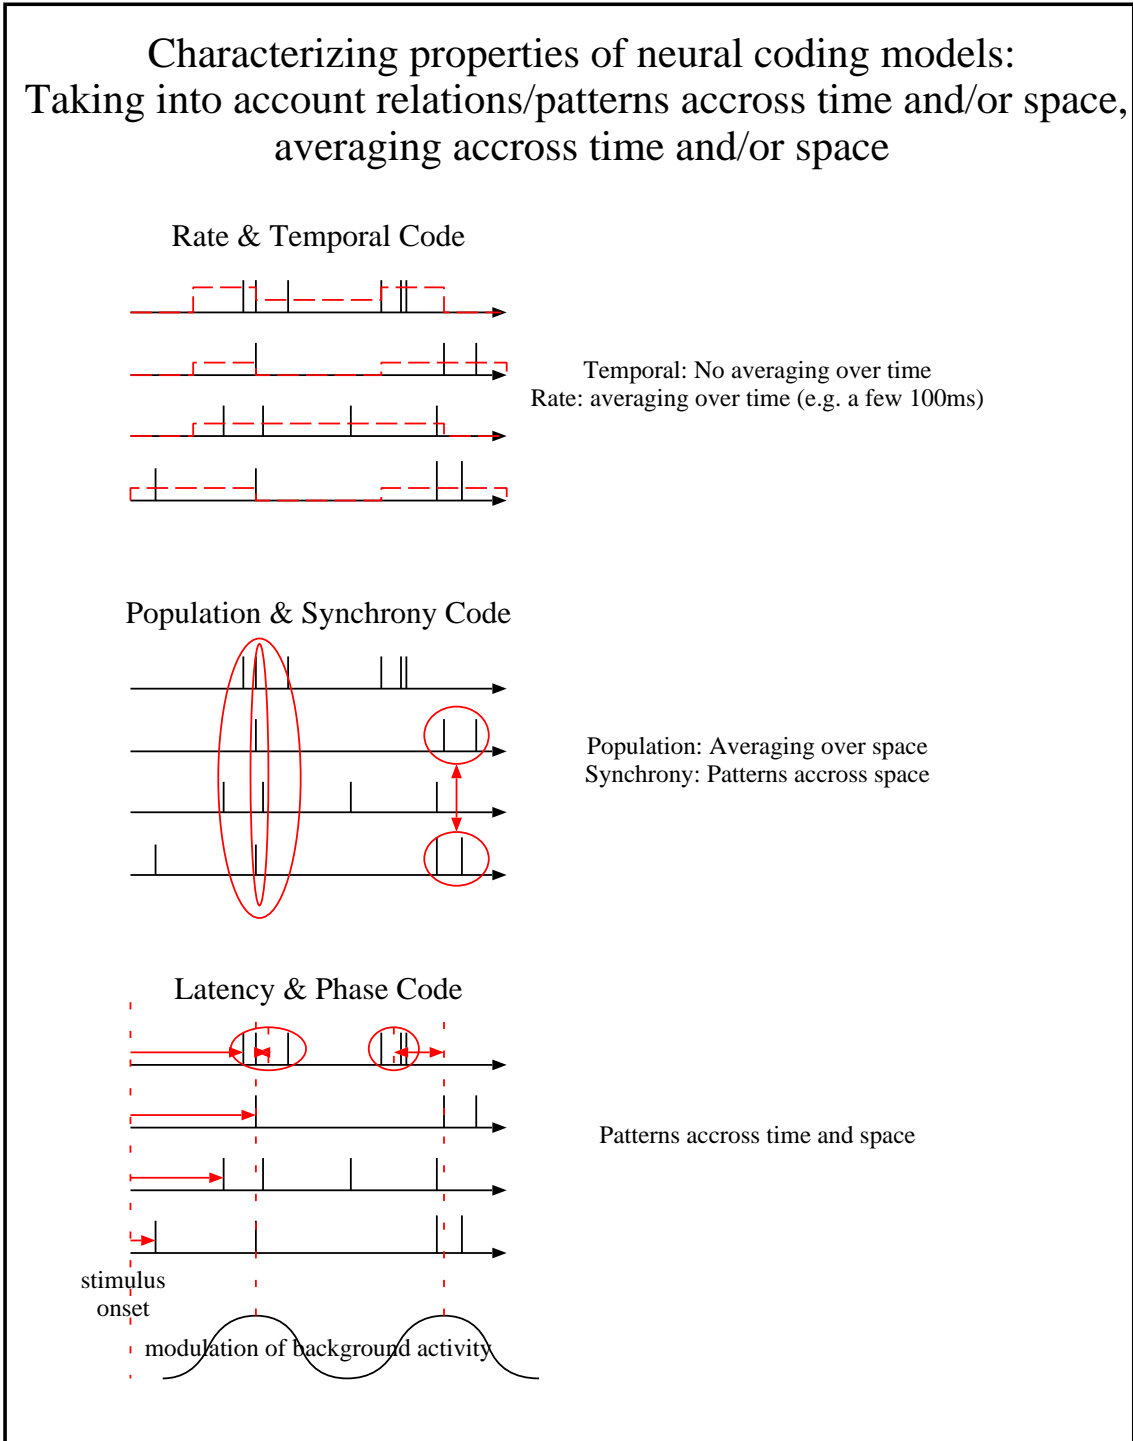 Characterizing properties of neural coding models:
Taking into account relations/patterns accross time and/or space,
averaging accross time and/or space
Rate & Temporal Code
Temporal: No averaging over time
Rate: averaging over time (e.g. a few 100ms)
Population & Synchrony Code
Population: Averaging over space
Synchrony: Patterns accross space
Latency & Phase Code
Patterns accross time and space
stimulus
onset
modulation of background activity